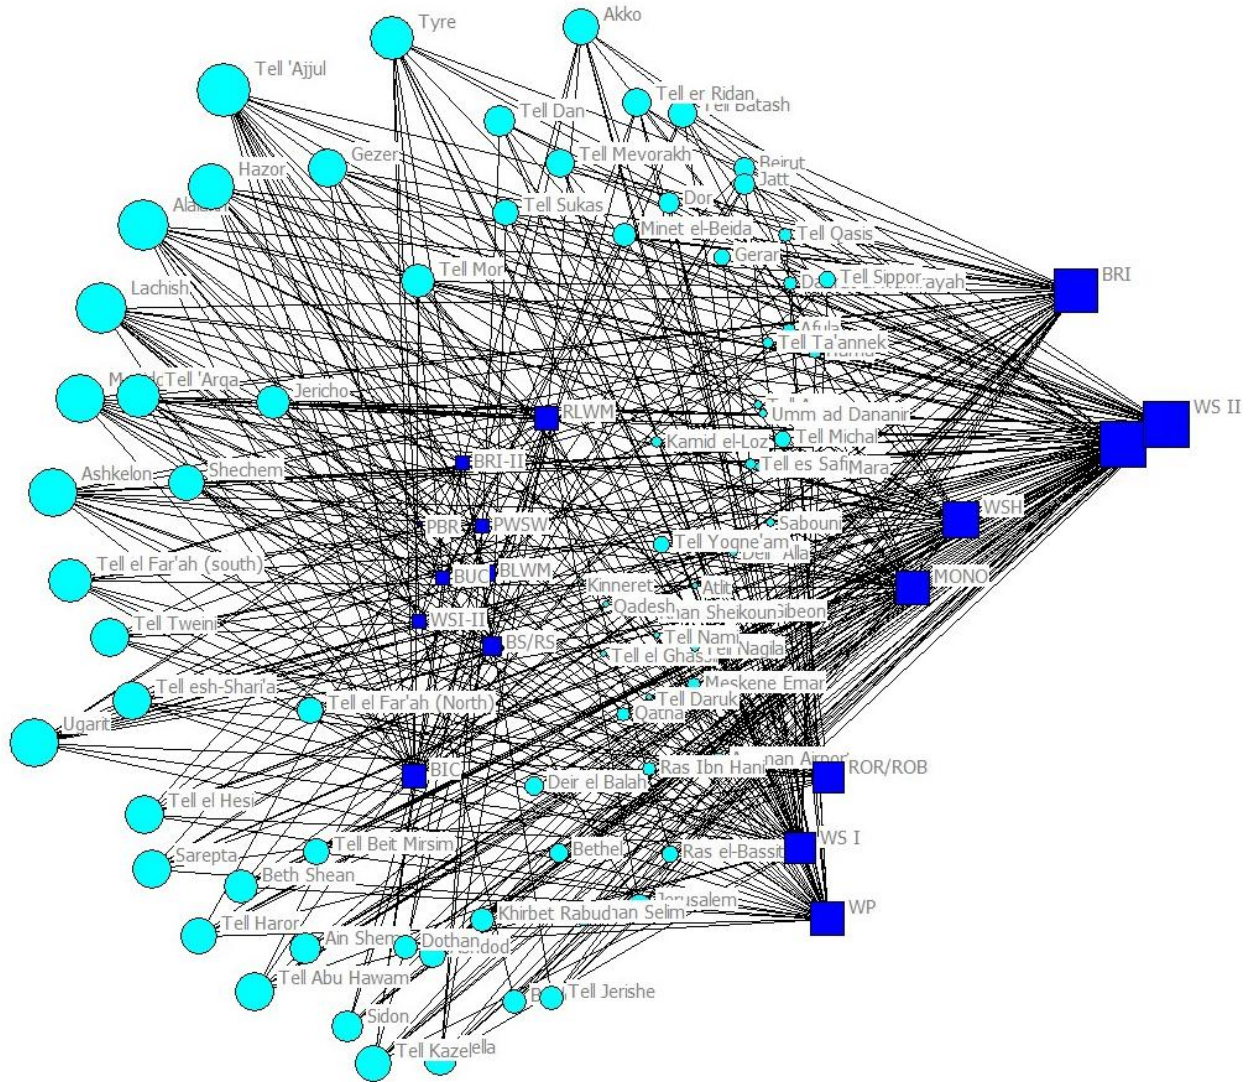 Akko
Tyre
Tell 'Ajjul
Tell er Ridan
Tell Batash
Tell Dan
Gezer
Tell Mevorakh
Beirut
Hazor
Jatt
Dor
Tell Sukas
Minet el-Beida
Tell Qasis
Gerar
Tell Mor
BRI
Tell Sippor
Lachish
Afula
Tell Ta'annek
Tell 'Arqa
Jericho
RLWM
Umm ad Dananir
WS II
Kamid el-Loz
Tell Michal
BRI-II
Tell es Safi
Mara
Ashkelon
Shechem
WSH
PBR
PWSW
Sabouni
Tell Yoqne'am
Deir 'Alla
Tell el Far'ah (south)
BUC
BLWM
Kinneret
Atlit
MONO
Qadesh
Gibeon
WSI-II
Tell Tweini
Tell Nami
BS/RS
Tell Nagila
Tell el Ghassil
Meskene Emar
Tell esh-Shari'a
Tell el Far'ah (North)
Tell Daruk
Qatna
Ugarit
BIC
Ras Ibn Hani
ROR/ROB
Deir el Balah
Tell el Hesi
Tell Beit Mirsim
Bethel
Ras el-Bassit
WS I
Sarepta
Beth Shean
Jerusalem
Khirbet Rabud
WP
Tell Haror
Ain Shem
Dothan
Tell Abu Hawam
Tell Jerishe
Sidon
Tell Kazel